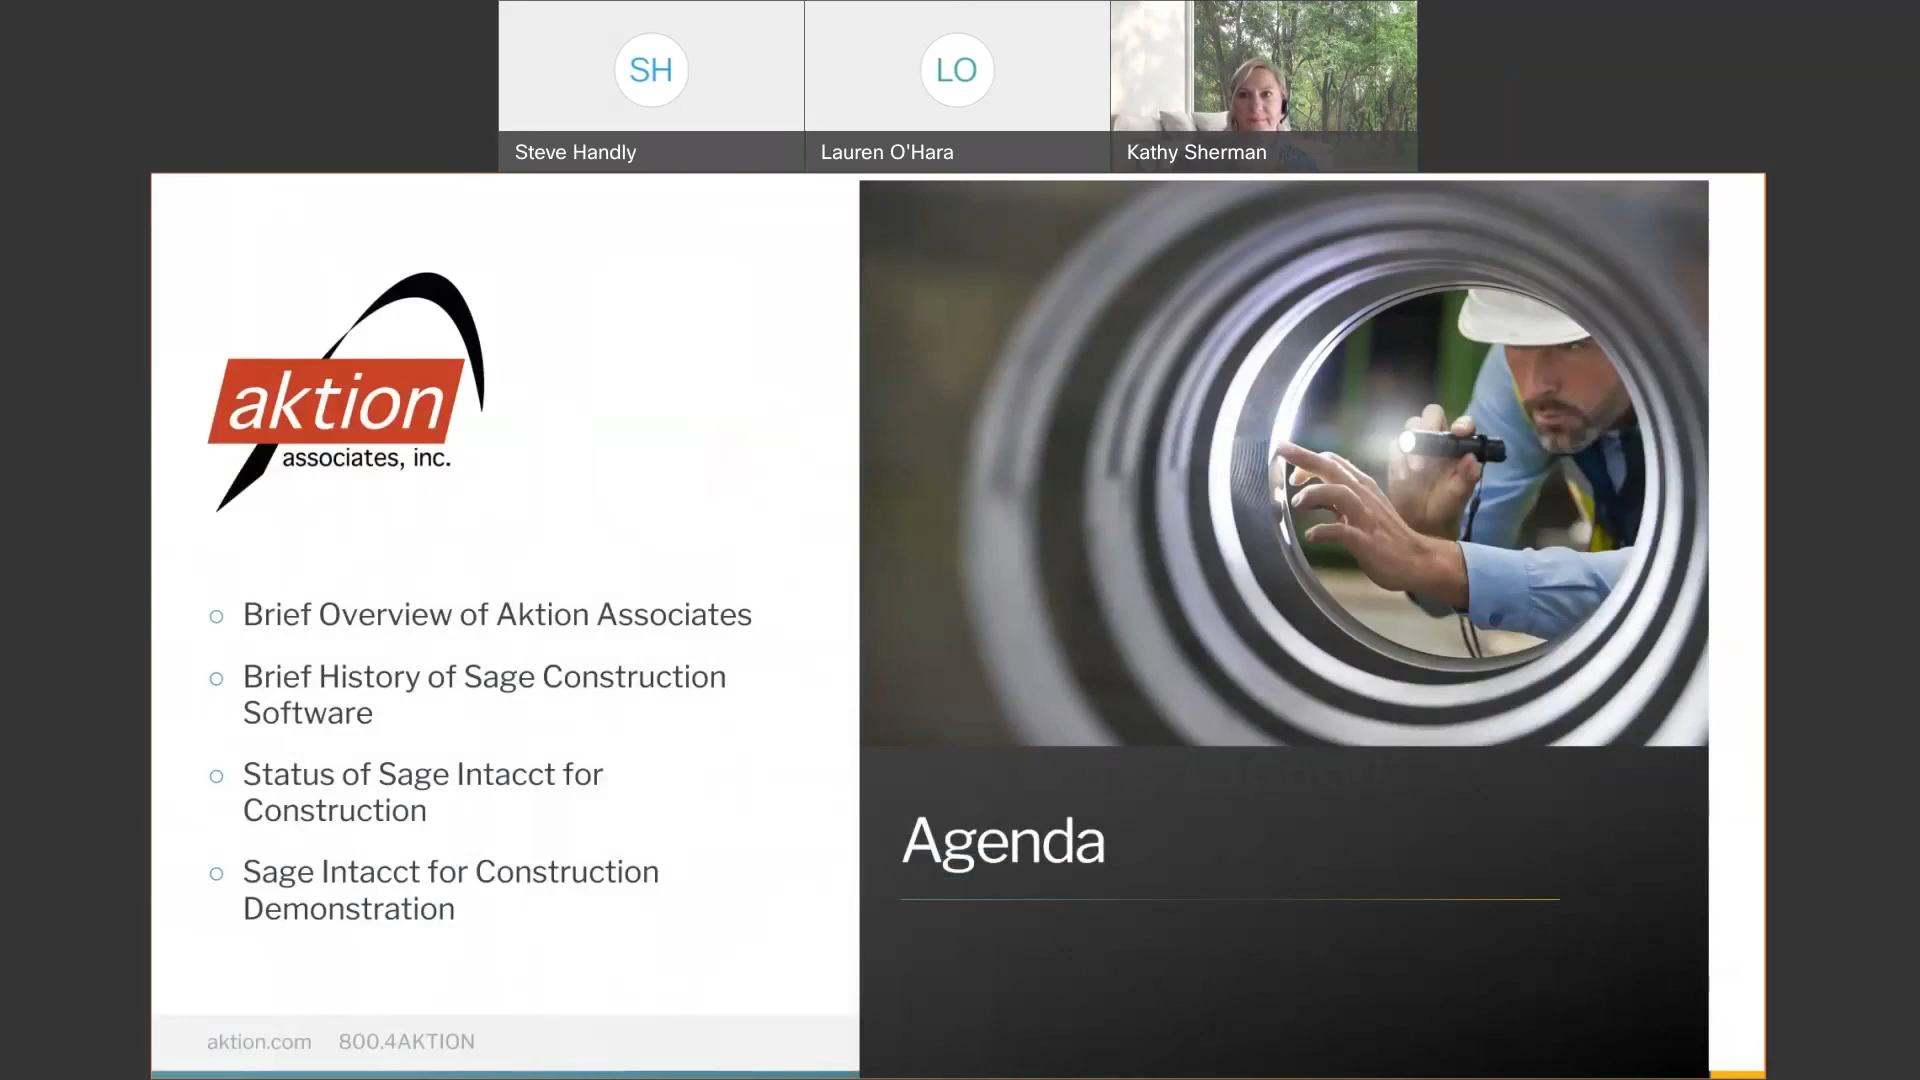 SH
LO
Steve Handly
Lauren O'Hara
Kathy Sherman
aktion
associates, inc.
Brief Overview of Aktion Associates
Brief History of Sage Construction
Software
Status of Sage Intacct for
Construction
Sage Intacct for Construction
Demonstration
Agenda
aktion.com 800.4AKTION